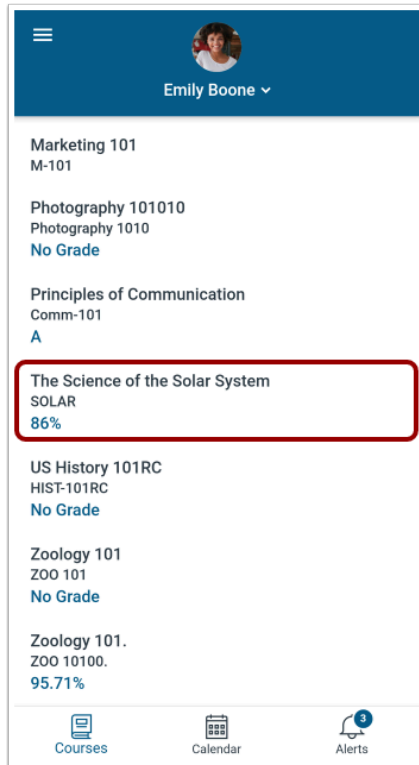 Emily Boone
Marketing 101
M-101
Photography 101010
Photography 1010
No Grade
Principles of Communication
Comm-101
A
The Science of the Solar System
SOLAR
86%
US History 101RC
HIST-101RC
No Grade
Zoology 101
ZOO 101
No Grade
Zoology 101.
ZOO 10100.
95.71%
3
Courses Calendar Alerts